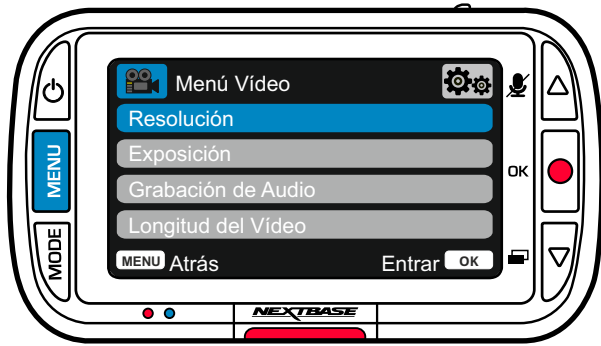 Menú Vídeo
Resolución
Exposición
Grabación de Audio
Longitud del Vídeo
MENU Atrás Entrar OK
MENU
MODE
OK
NEXTBASE